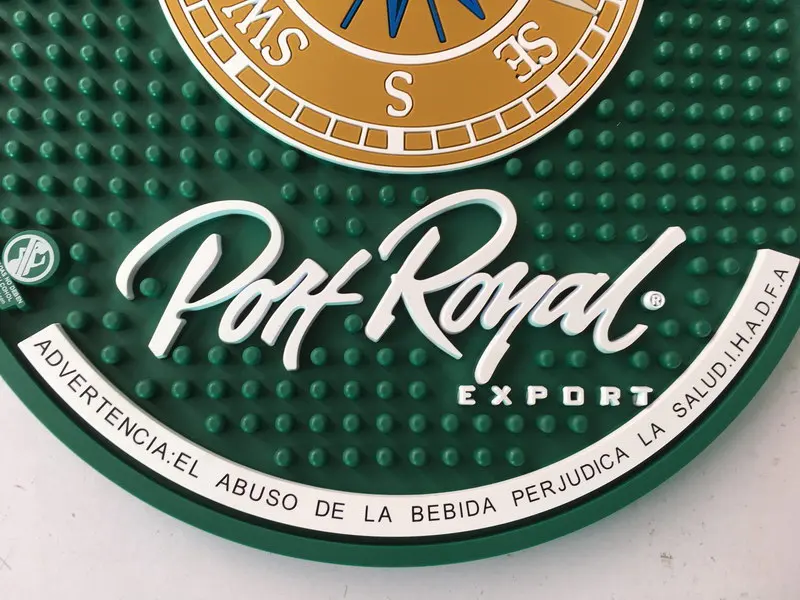 SW S SE
Port Royal®
EXPORT
ADVERTENCIA:EL ABUSO DE LA BEBIDA PERJUDICA LA SALUD.I.H.A.D.F.A